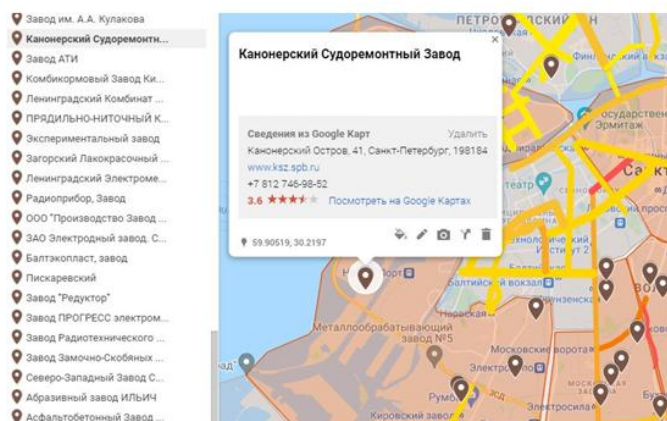 Завод им. А.А. Кулакова
Канонерский Судоремонтн...
Завод АТИ
Комбикормовый Завод Ки...
Ленинградский Комбинат ...
ПРЯДИЛЬНО-НИТОЧНЫЙ К...
Экспериментальный завод
Загорский Лакокрасочный ...
Ленинградский Электроме...
Радиоприбор, Завод
ООО "Производство Завод ...
ЗАО Электродный завод. С...
Балтэкопласт, завод
Пискаревский
Завод "Редуктор"
Завод ПРОГРЕСС электром...
Завод Радиотехнического ...
Завод Замочно-Скобяных ...
Северо-Западный Завод С...
Абразивный завод ИЛЬИЧ
Асфальтобетонный Завод ...
Канонерский Судоремонтный Завод
Сведения из Google Карт
Удалить
Канонерский Остров, 41, Санкт-Петербург, 198184
www.ksz.spb.ru
+7 812 746-98-52
3.6
Посмотреть на Google Картах
59.90519, 30.2197
Эрмитаж
Балтийский вокзал
Нарвская
Металлообрабатывающий
завод №5
Московские ворота
Электросила
Кировский завод
ЗСД